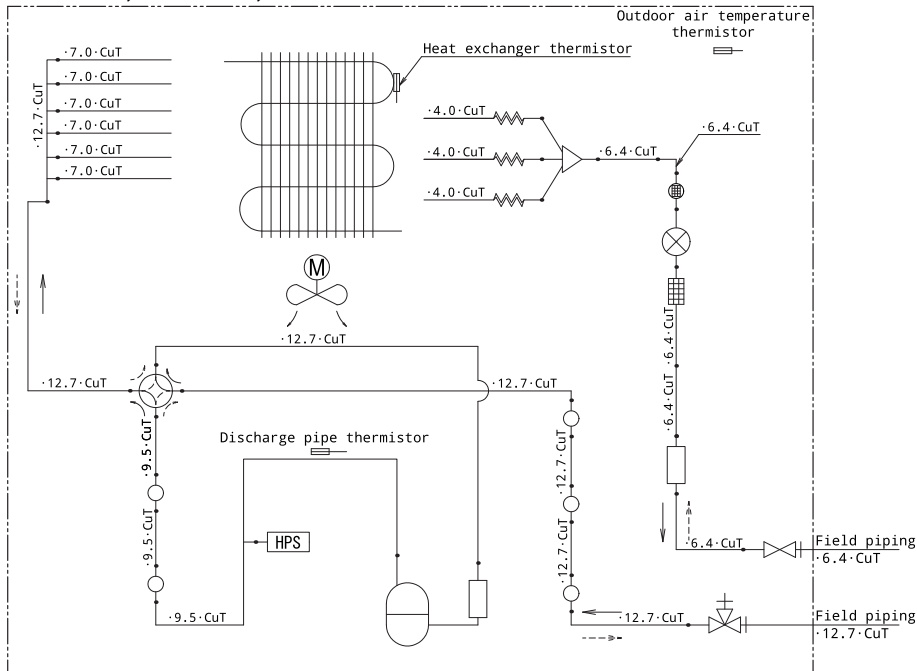 Outdoor air temperature
thermistor
Heat exchanger thermistor
·7.0·CuT
·7.0·CuT
·7.0·CuT
·7.0·CuT
·7.0·CuT
·7.0·CuT
·12.7·CuT
·4.0·CuT
·4.0·CuT
·4.0·CuT
·6.4·CuT
·6.4·CuT
M
·12.7·CuT
·6.4·CuT
·6.4·CuT
·12.7·CuT
·12.7·CuT
·9.5·CuT
Discharge pipe thermistor
·12.7·CuT
·9.5·CuT
HPS
·12.7·CuT
·6.4·CuT
Field piping
·6.4·CuT
·9.5·CuT
·12.7·CuT
Field piping
·12.7·CuT